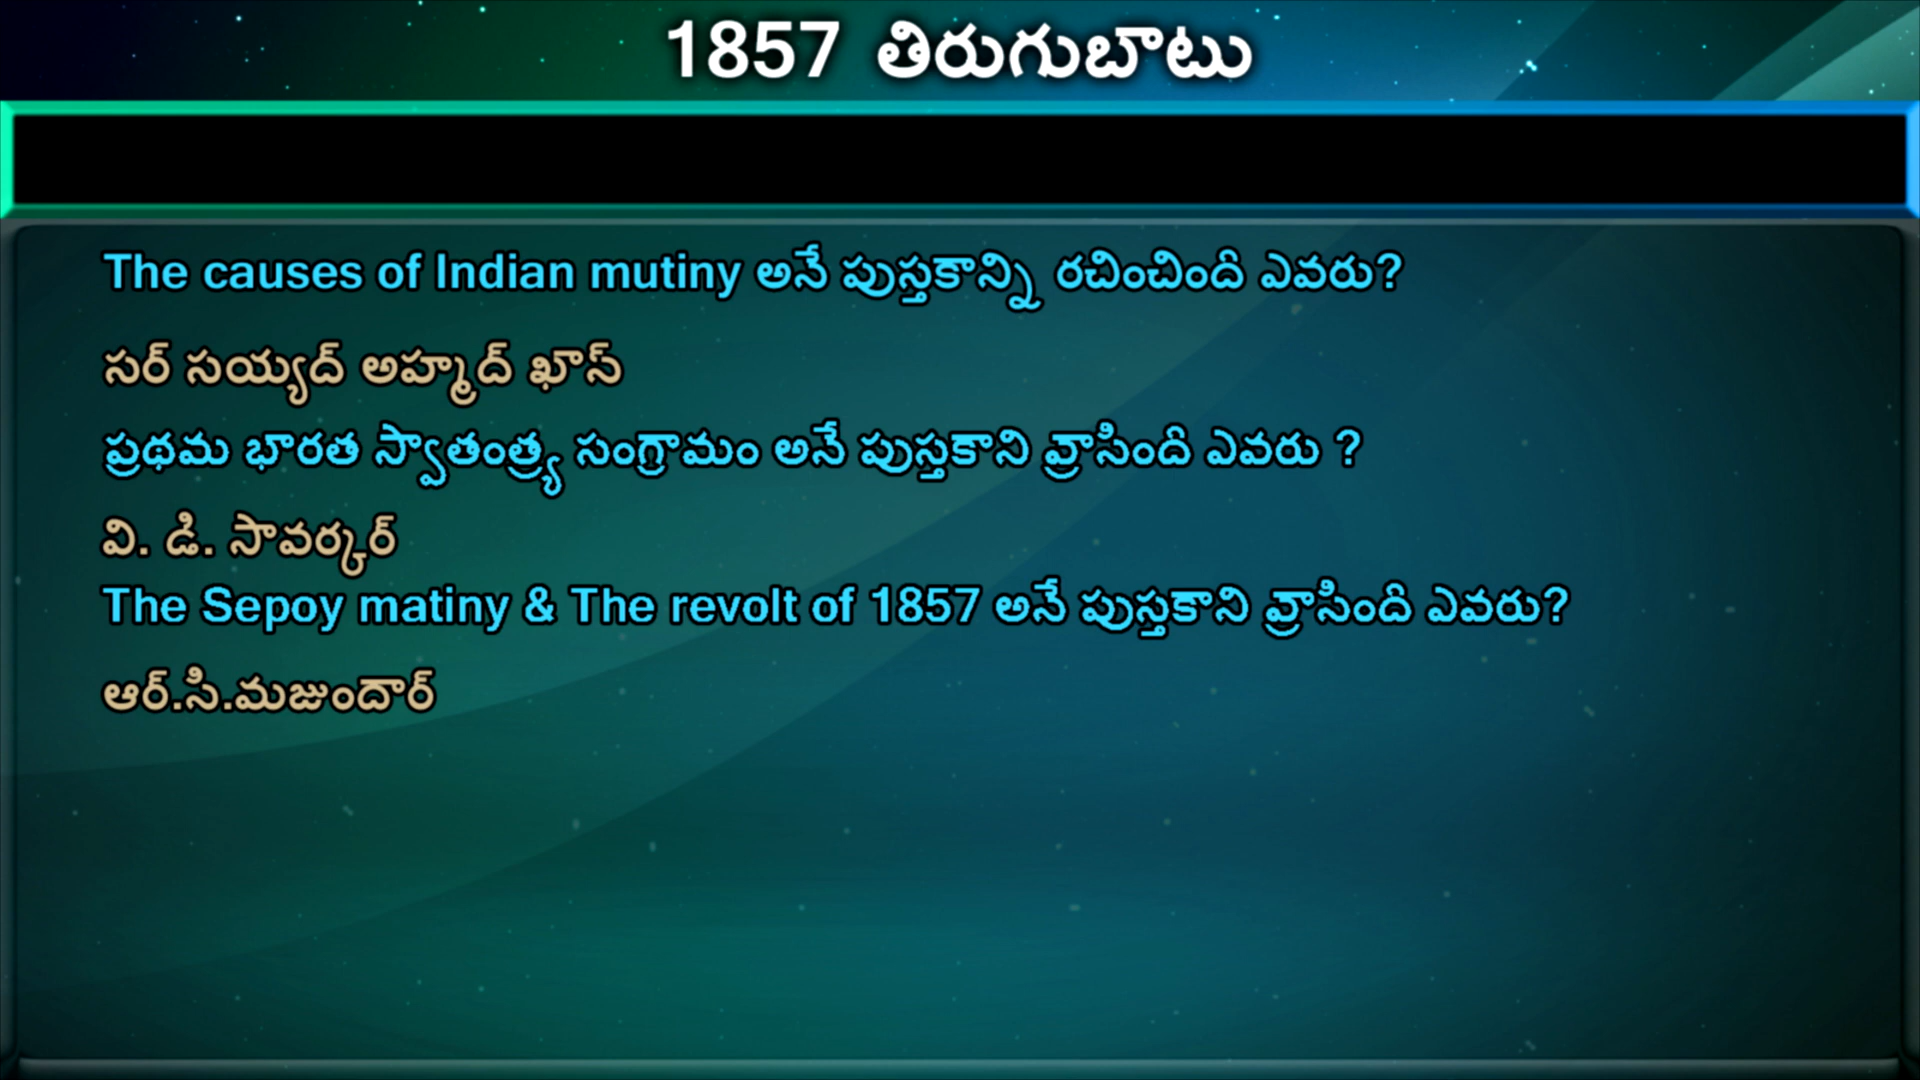 1857 తిరుగుబాటు
The causes of Indian mutiny అనే పుస్తకాన్ని రచించింది ఎవరు?
సర్ సయ్యద్ అహ్మద్ ఖాన్
ప్రథమ భారత స్వాతంత్ర్య సంగ్రామం అనే పుస్తకాని వ్రాసింది ఎవరు ?
వి. డి. సావర్కర్
The Sepoy matiny & The revolt of 1857 అనే పుస్తకాని వ్రాసింది ఎవరు?
ఆర్.సి.మజుందార్